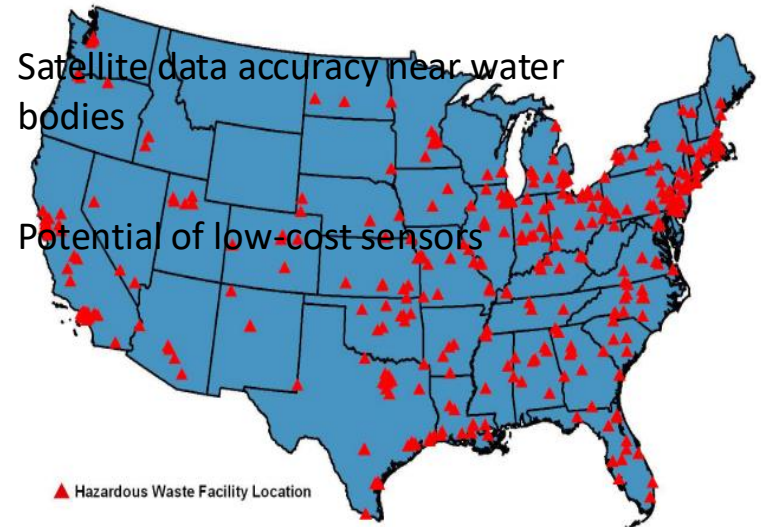 Satellite data accuracy near water
bodies
Potential of low-cost sensors
Hazardous Waste Facility Location